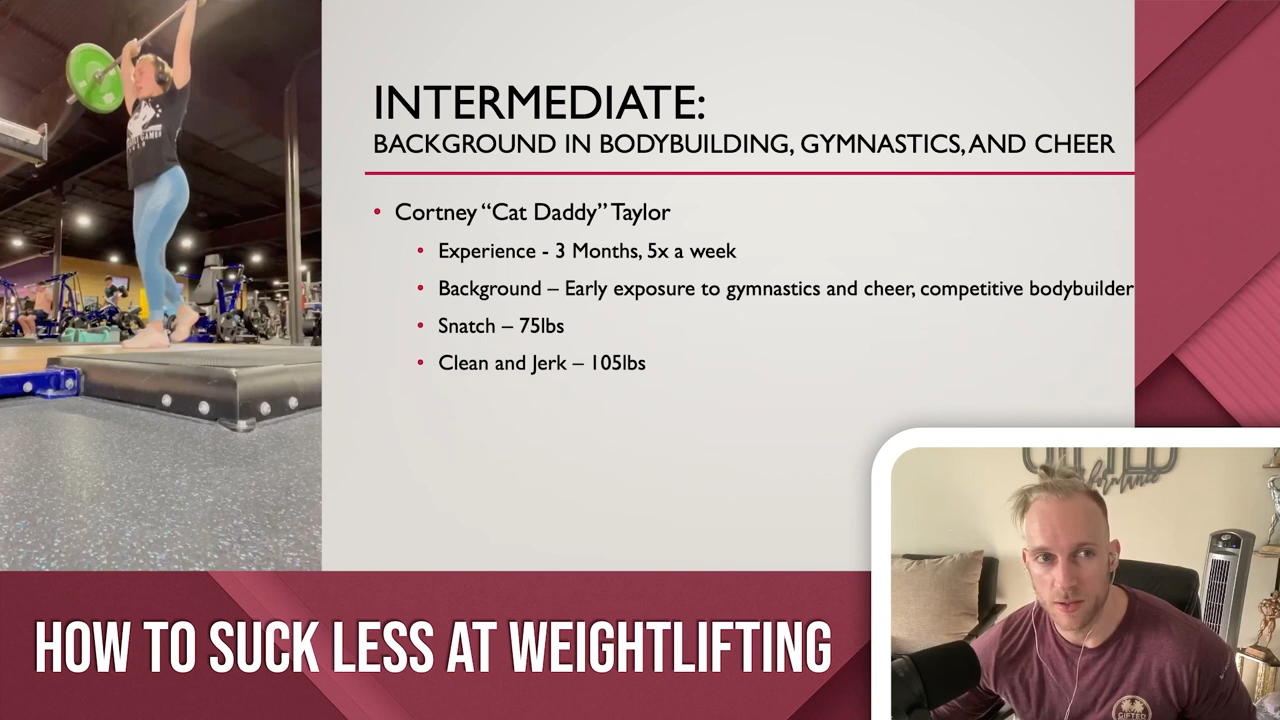 INTERMEDIATE:
BACKGROUND IN BODYBUILDING, GYMNASTICS, AND CHEER
• Cortney “Cat Daddy” Taylor
• Experience - 3 Months, 5x a week
• Background – Early exposure to gymnastics and cheer, competitive bodybuilder
• Snatch – 75lbs
• Clean and Jerk – 105lbs
HOW TO SUCK LESS AT WEIGHTLIFTING
GIFTED